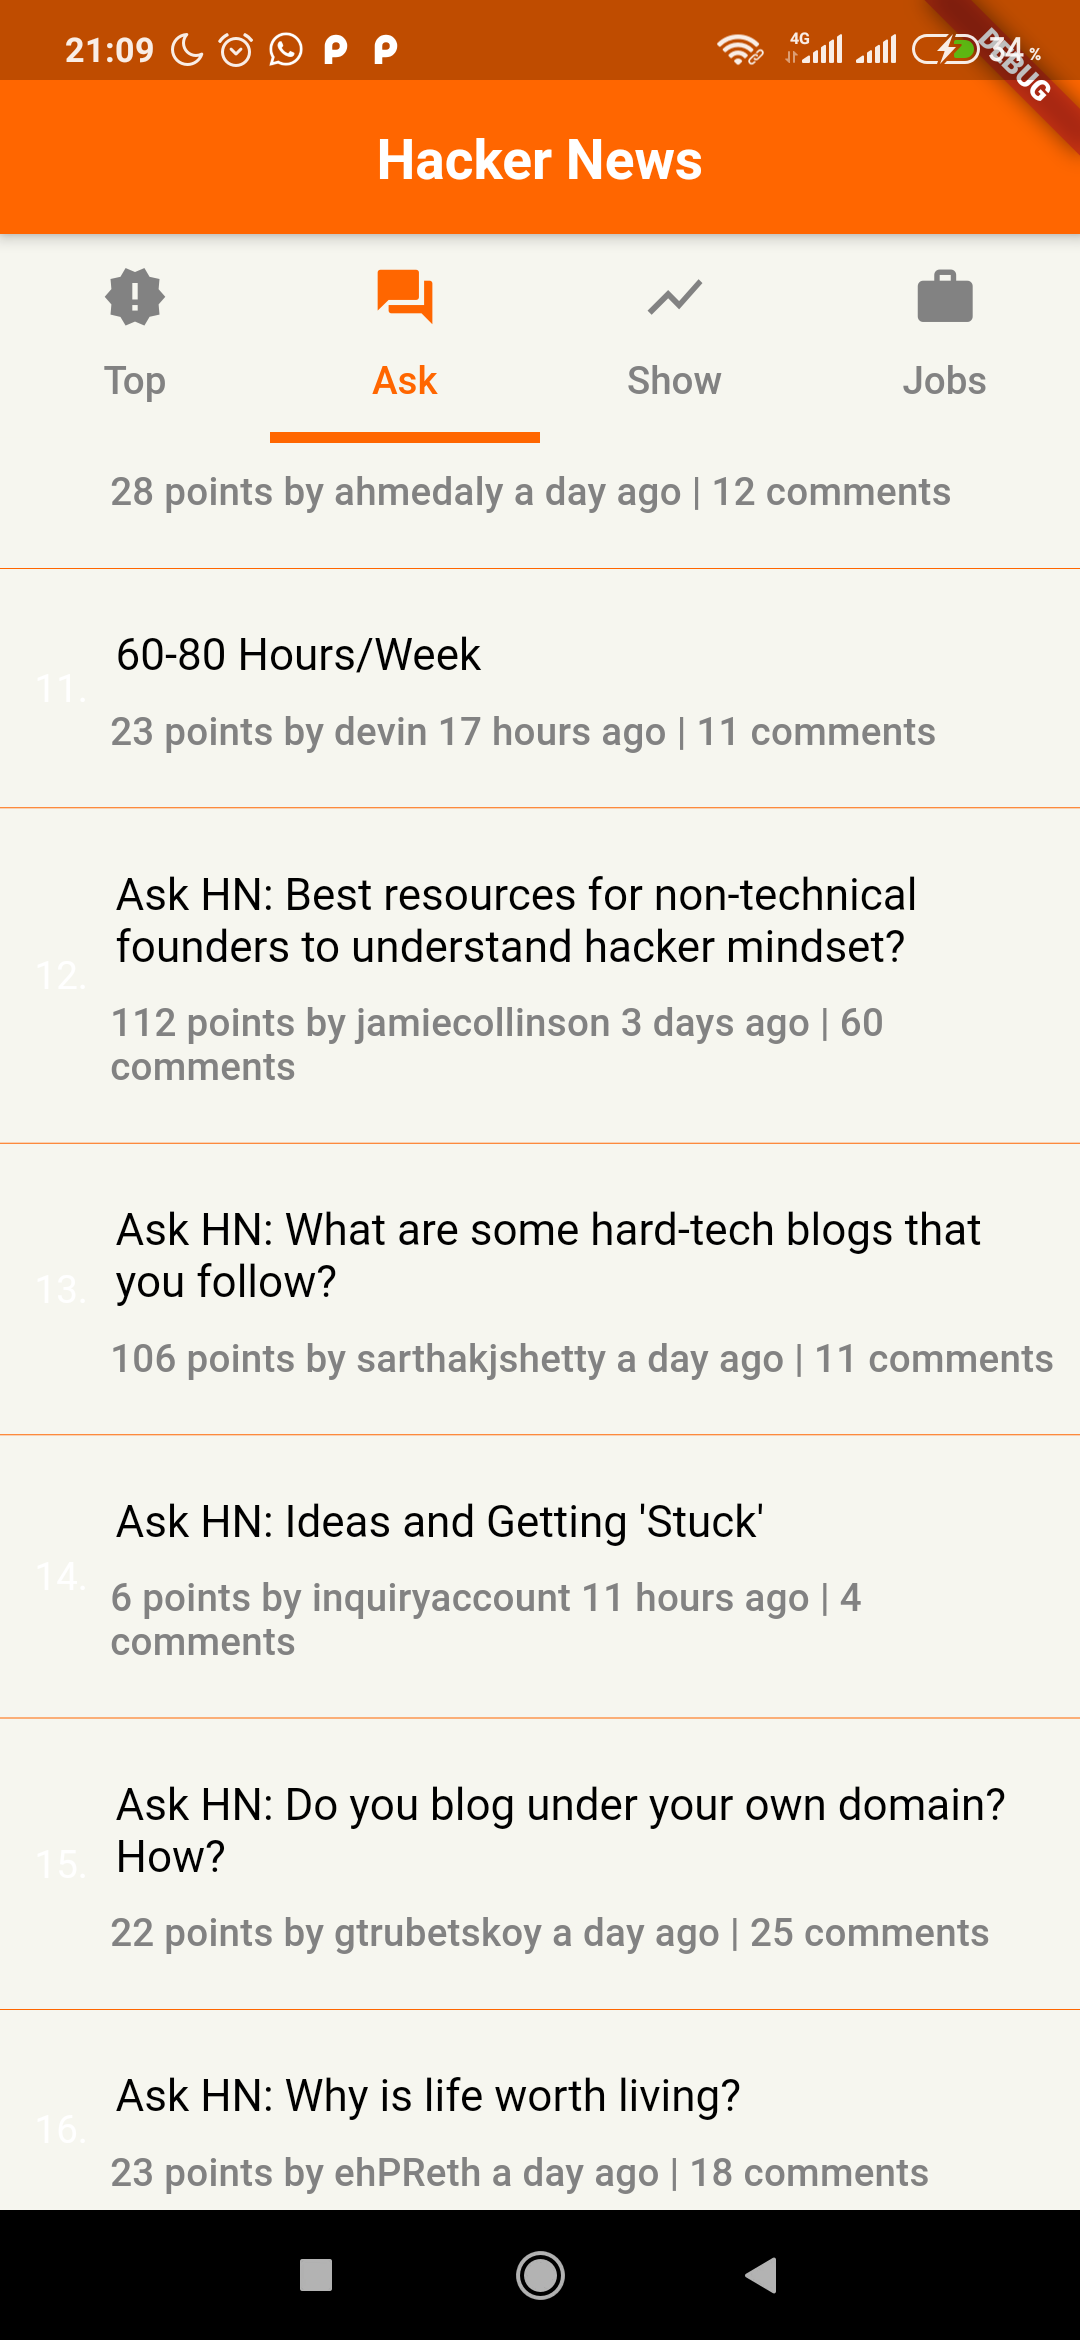 21:09 4G 34 %
DEBUG
Hacker News
Top Ask Show Jobs
28 points by ahmedaly a day ago | 12 comments
60-80 Hours/Week
11.
23 points by devin 17 hours ago | 11 comments
Ask HN: Best resources for non-technical
founders to understand hacker mindset?
12.
112 points by jamiecollinson 3 days ago | 60
comments
Ask HN: What are some hard-tech blogs that
you follow?
13.
106 points by sarthakjshetty a day ago | 11 comments
Ask HN: Ideas and Getting 'Stuck'
14.
6 points by inquiryaccount 11 hours ago | 4
comments
Ask HN: Do you blog under your own domain?
How?
15.
22 points by gtrubetskoy a day ago | 25 comments
Ask HN: Why is life worth living?
16.
23 points by ehPReth a day ago | 18 comments